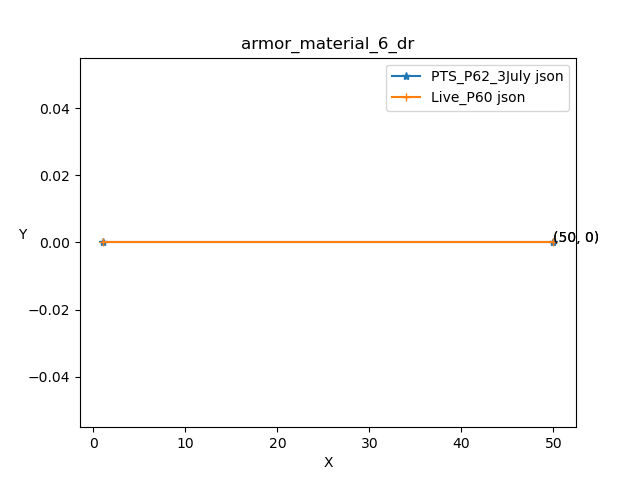 armor_material_6_dr
PTS_P62_3July json
Live_P60 json
0.04
0.02
0.00
−0.02
−0.04
Y
(50, 0)
0 10 20 30 40 50
X